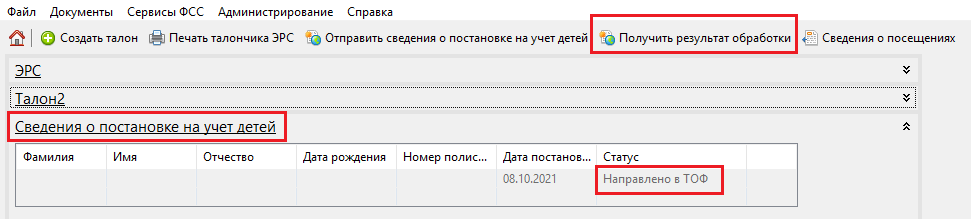 Файл Документы Сервисы ФСС Администрирование Справка
Создать талон Печать талончика ЭРС Отправить сведения о постановке на учет детей Получить результат обработки Сведения о посещениях
ЭРС
Талон2
Сведения о постановке на учет детей
Фамилия Имя Отчество Дата рождения Номер полис... Дата постанов... Статус
08.10.2021 Направлено в ТОФ